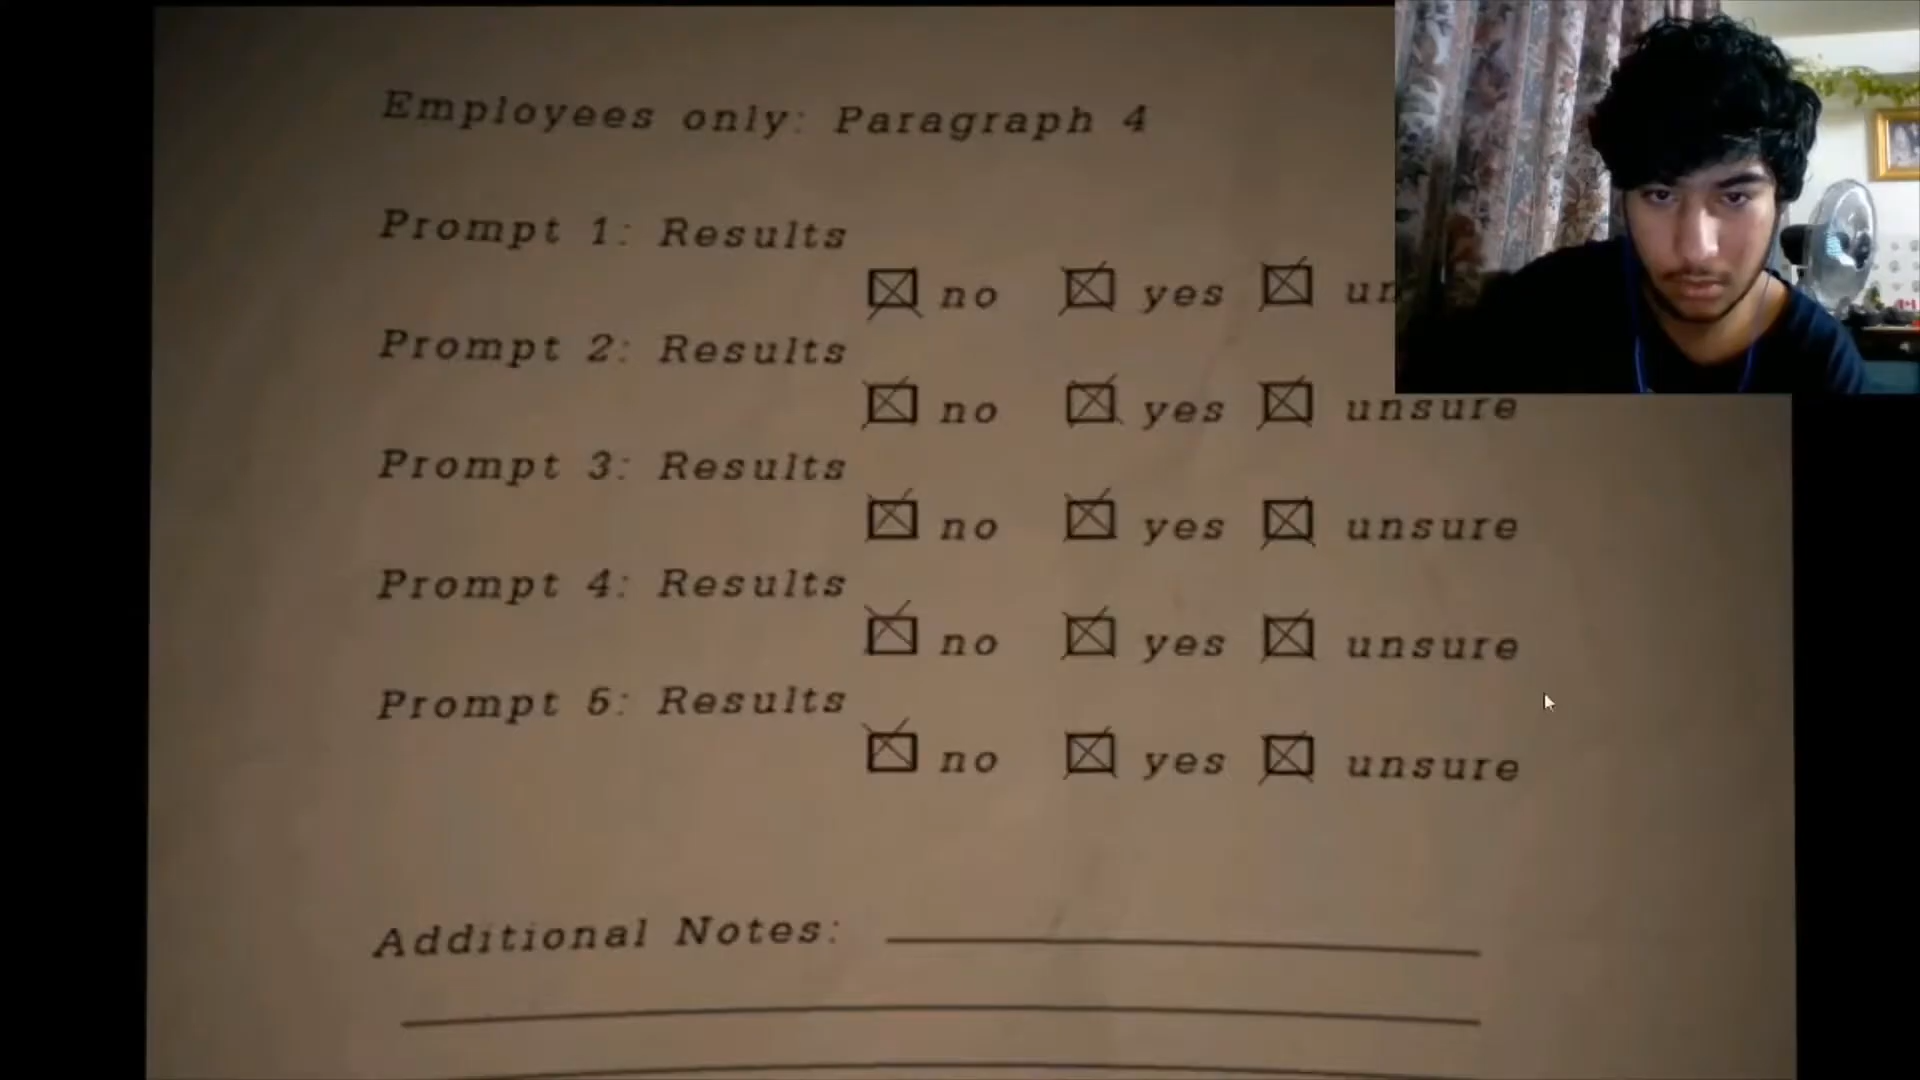 Employees only: Paragraph 4
Prompt 1: Results
no yes un
Prompt 2: Results
no yes unsure
Prompt 3: Results
no yes unsure
Prompt 4: Results
no yes unsure
Prompt 5: Results
no yes unsure
Additional Notes: